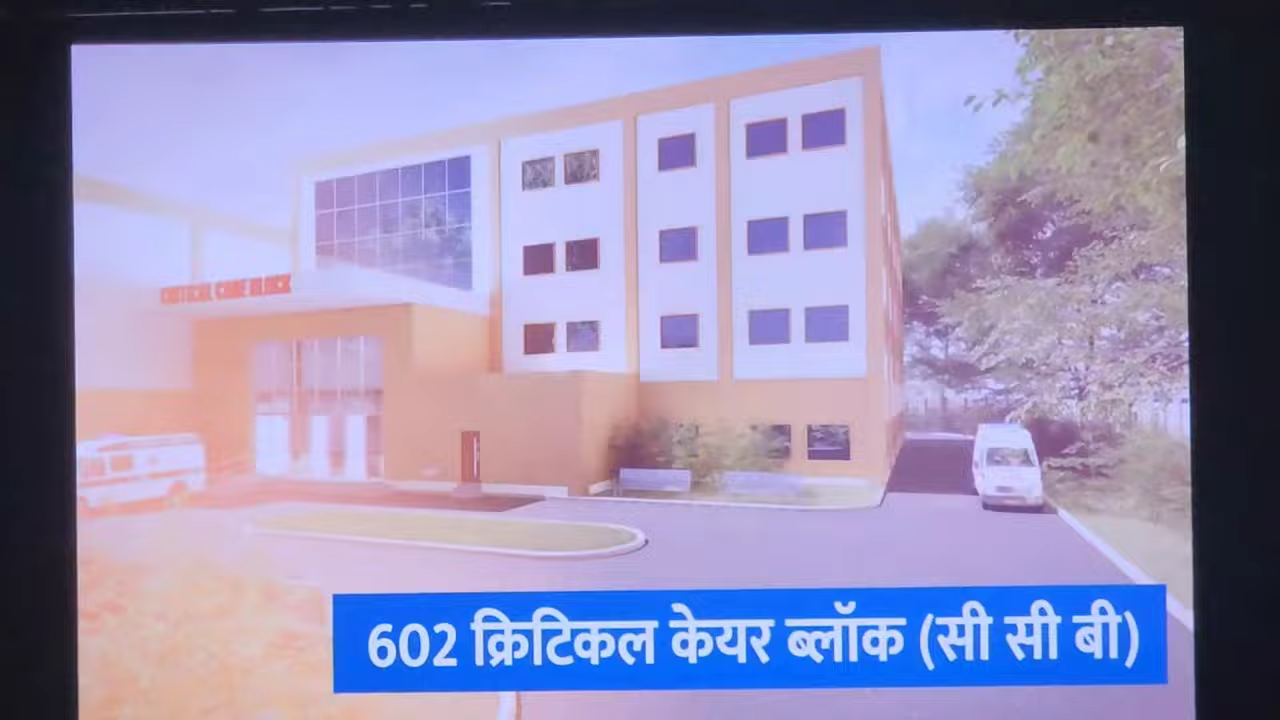 CRITICAL CARE BLOCK
602 क्रिटिकल केयर ब्लॉक (सी सी बी)